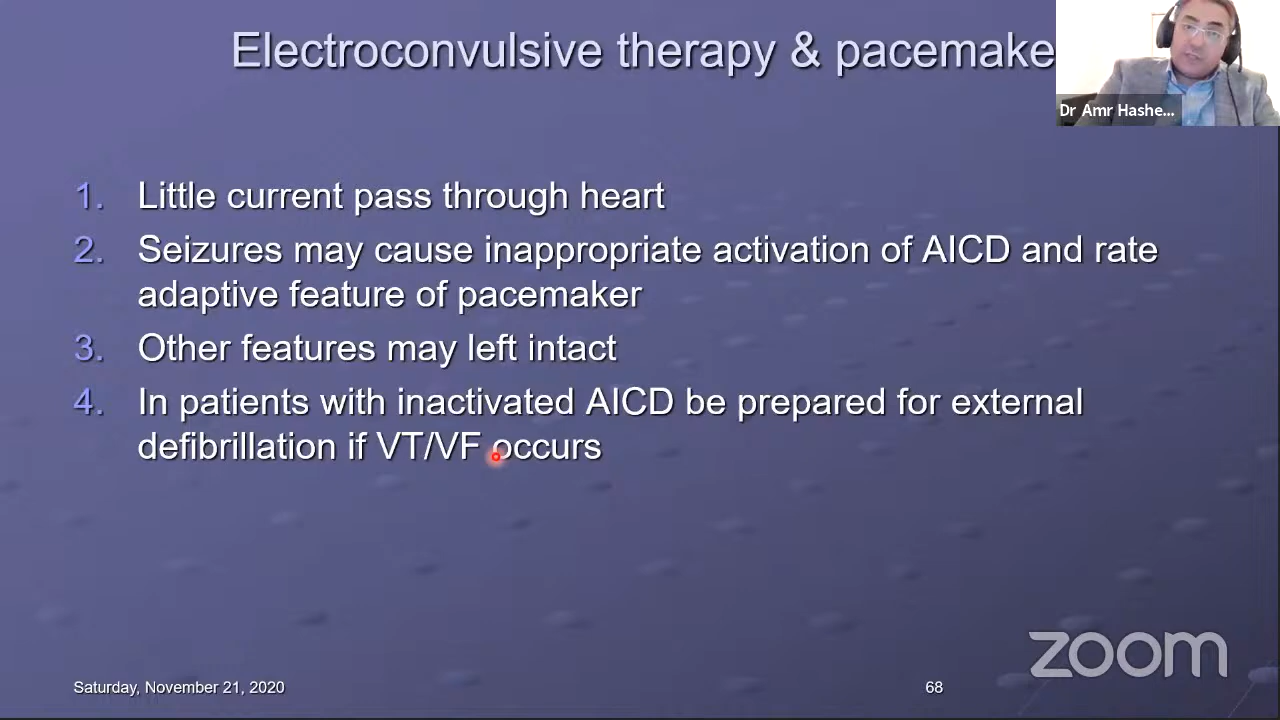 Electroconvulsive therapy & pacemake
Dr Amr Hashe...
1. Little current pass through heart
2. Seizures may cause inappropriate activation of AICD and rate
adaptive feature of pacemaker
3. Other features may left intact
4. In patients with inactivated AICD be prepared for external
defibrillation if VT/VF occurs
zoom
Saturday, November 21, 2020
68